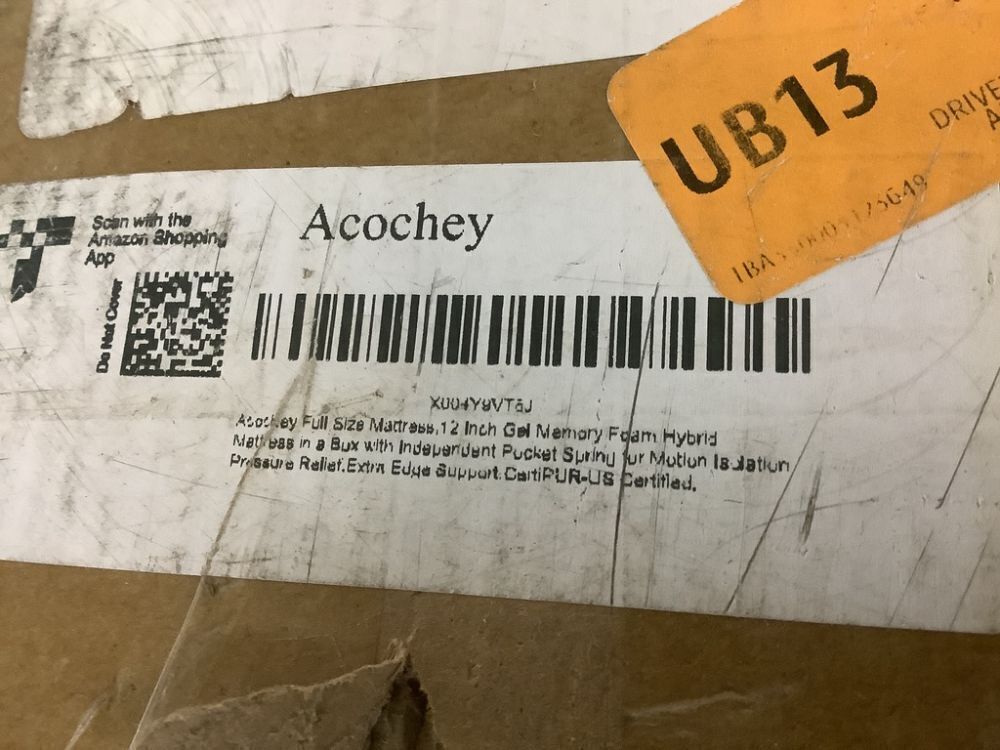 UB13
DRIVE
Scan with the
Amazon Shopping
App
Do Not Cover
Acochey
X004Y9VT5J
Acochey Full Size Mattress,12 Inch Gel Memory Foam Hybrid
Mattress in a Box with Independent Pocket Spring for Motion Isolation
Pressure Relief,Extra Edge Support,CertiPUR-US Certified,